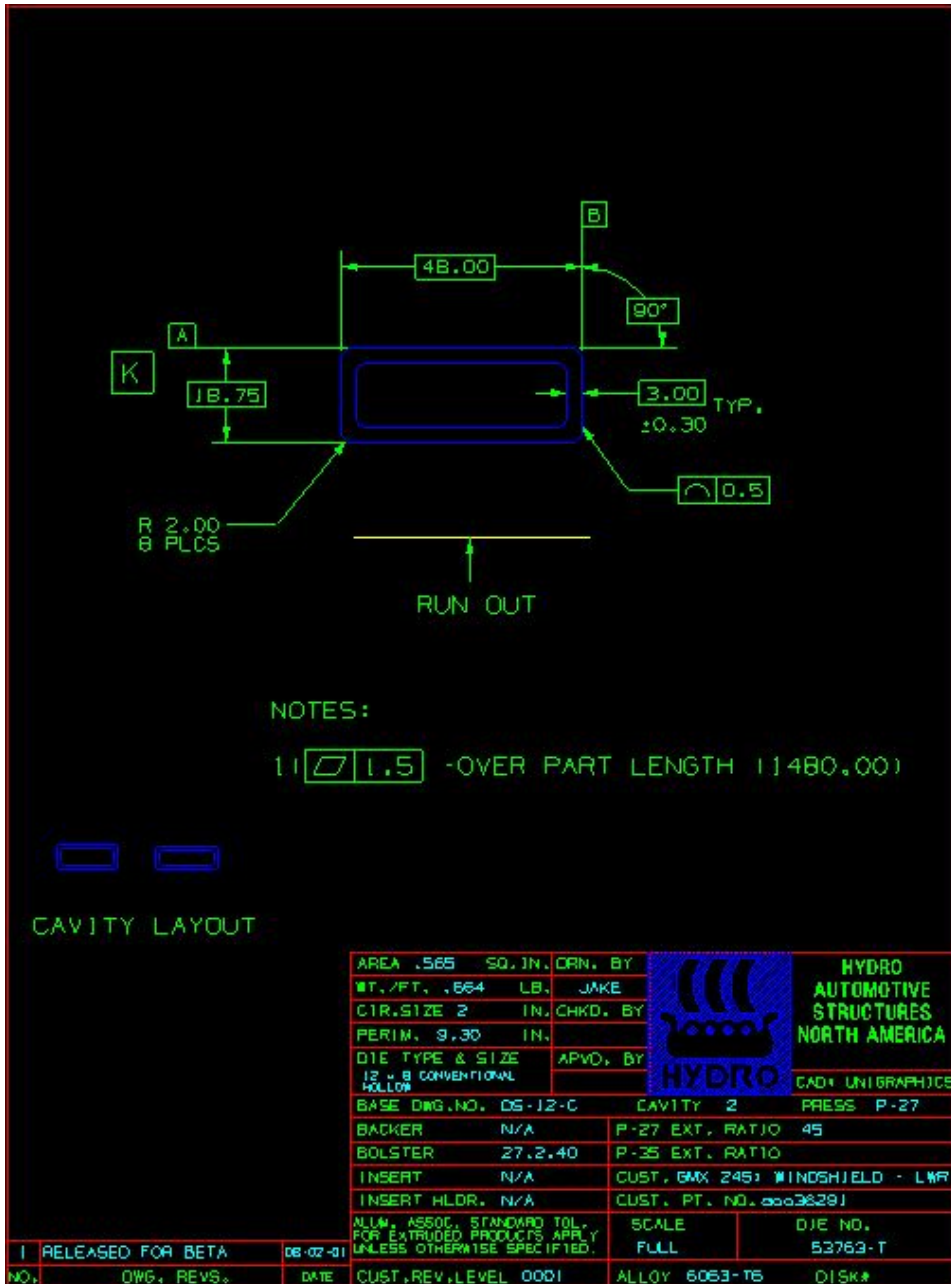 B
48.00
90°
A
K
18.75
3.00 TYP.
±0.30
0.5
R 2.00
8 PLCS
RUN OUT
NOTES:
1) 1.5 -OVER PART LENGTH (1480.00)
CAVITY LAYOUT
AREA .565 SQ.IN. DRN. BY
WT./FT. .664 LB. JAKE
CIR.SIZE 2 IN. CHKD. BY
PERIM. 9.30 IN.
DIE TYPE & SIZE APVD. BY
12 x 8 CONVENTIONAL
HOLLOW
HYDRO
HYDRO
AUTOMOTIVE
STRUCTURES
NORTH AMERICA
CAD: UNIGRAPHICS
BASE DWG.NO. DS-12-C CAVITY 2 PRESS P-27
BACKER N/A P-27 EXT. RATIO 45
BOLSTER 27.2.40 P-35 EXT. RATIO
INSERT N/A CUST. GMX 245: WINDSHIELD - LWR
INSERT HLDR. N/A CUST. PT. NO.
ALUM. ASSOC. STANDARD TOL.
FOR EXTRUDED PRODUCTS APPLY
UNLESS OTHERWISE SPECIFIED.
SCALE DIE NO.
FULL 53763-T
1 RELEASED FOR BETA 08-02-01
NO. DWG. REVS. DATE
CUST.REV.LEVEL 0001 ALLOY 6063-T6 DISK#